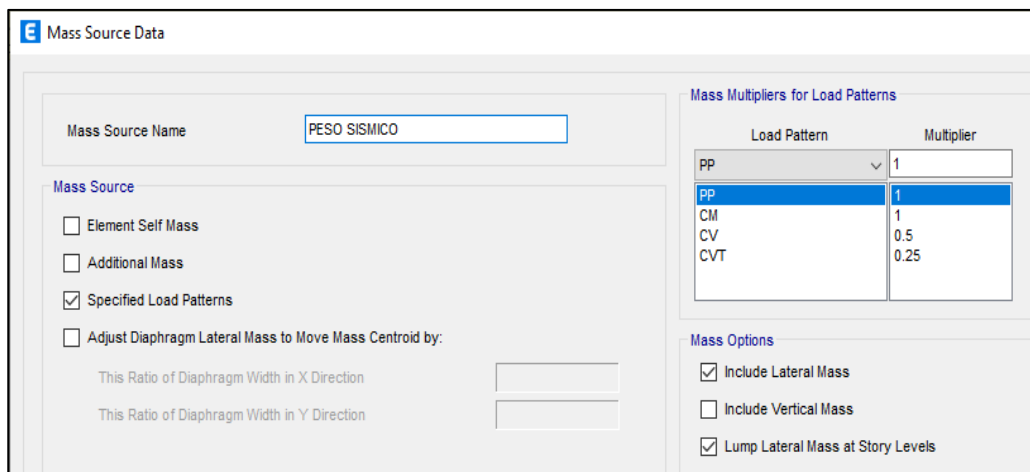 E Mass Source Data
Mass Source Name PESO SISMICO
Mass Source
Element Self Mass
Additional Mass
Specified Load Patterns
Adjust Diaphragm Lateral Mass to Move Mass Centroid by:
This Ratio of Diaphragm Width in X Direction
This Ratio of Diaphragm Width in Y Direction
Mass Multipliers for Load Patterns
Load Pattern Multiplier
PP 1
PP 1
CM 1
CV 0.5
CVT 0.25
Mass Options
Include Lateral Mass
Include Vertical Mass
Lump Lateral Mass at Story Levels